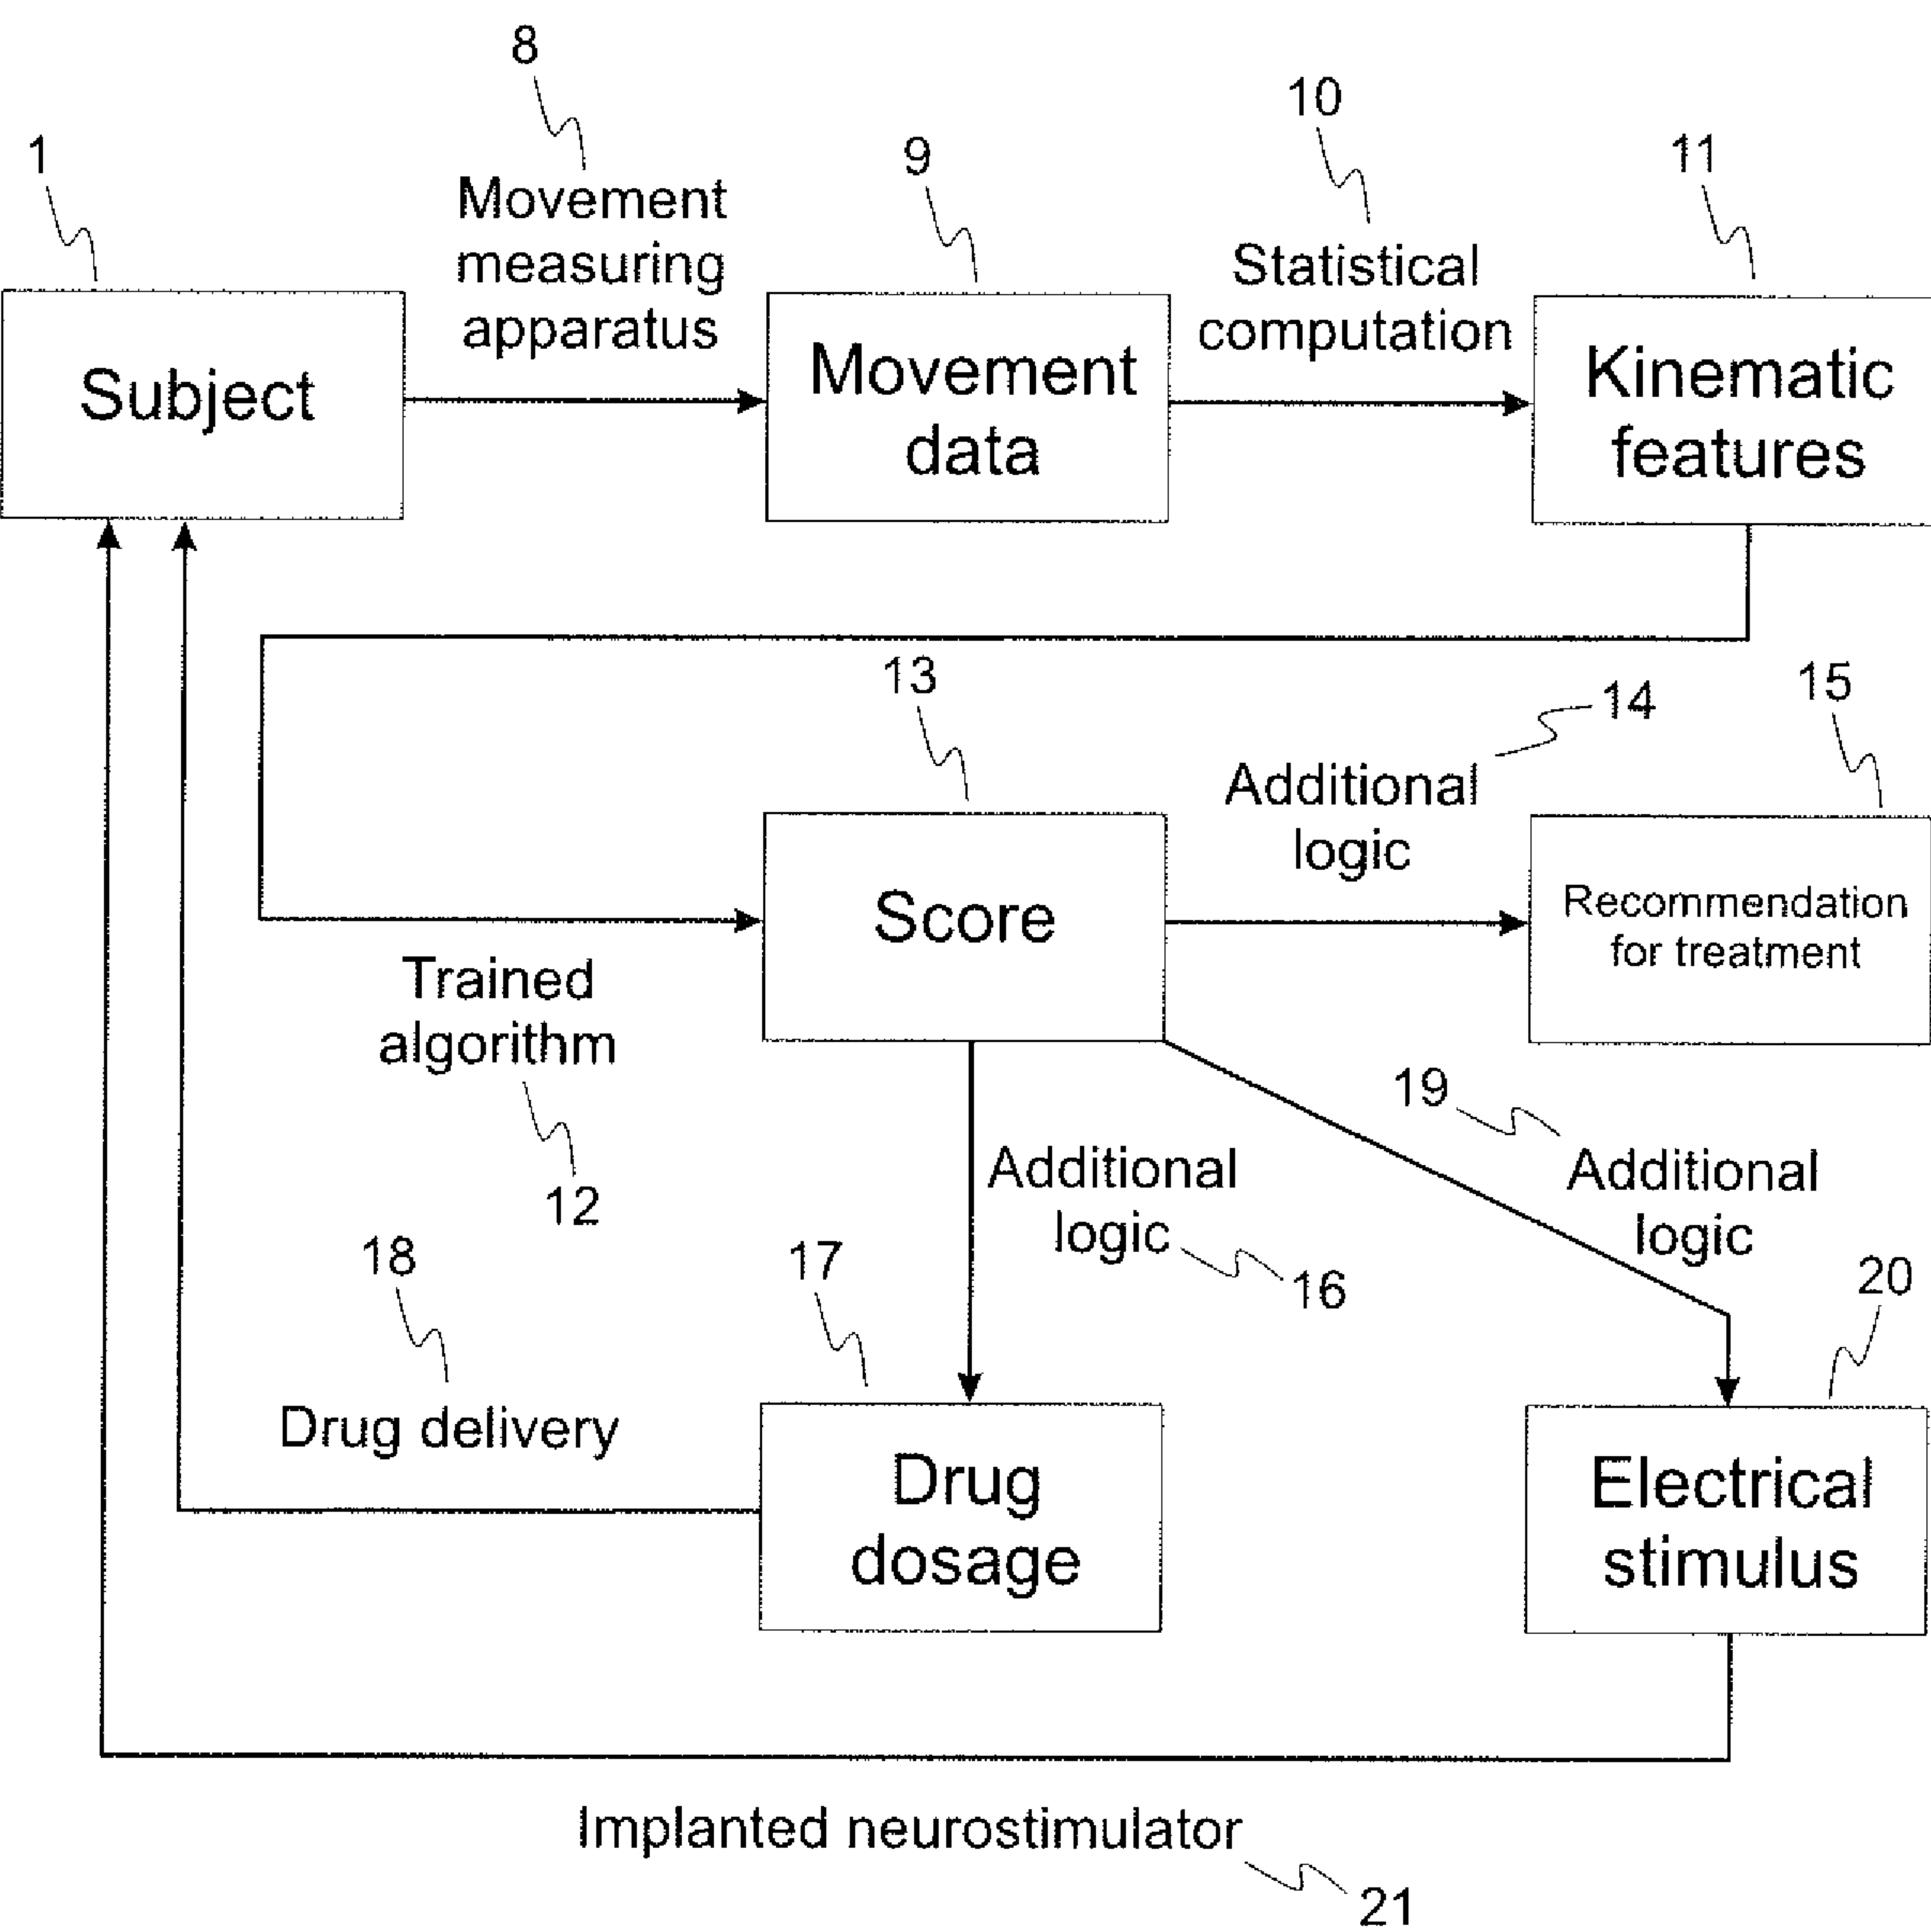 8
10
1
9
11
Movement
measuring
apparatus
Statistical
computation
Subject
Movement
data
Kinematic
features
13
14
15
Additional
logic
Score
Recommendation
for treatment
Trained
algorithm
12
19
Additional
logic
16
Additional
logic
18
17
20
Drug delivery
Drug
dosage
Electrical
stimulus
Implanted neurostimulator
21